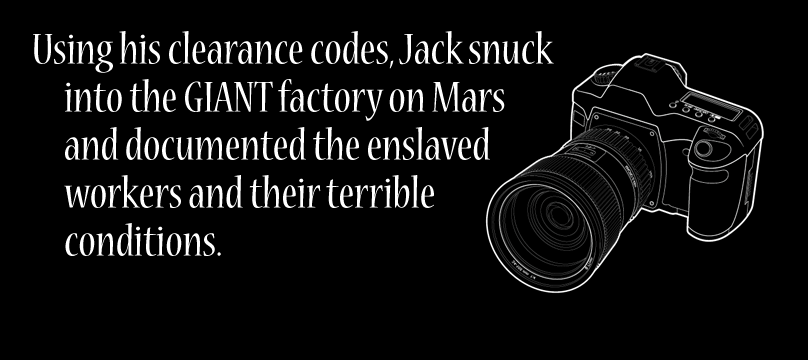 Using his clearance codes, Jack snuck
into the GIANT factory on Mars
and documented the enslaved
workers and their terrible
conditions.